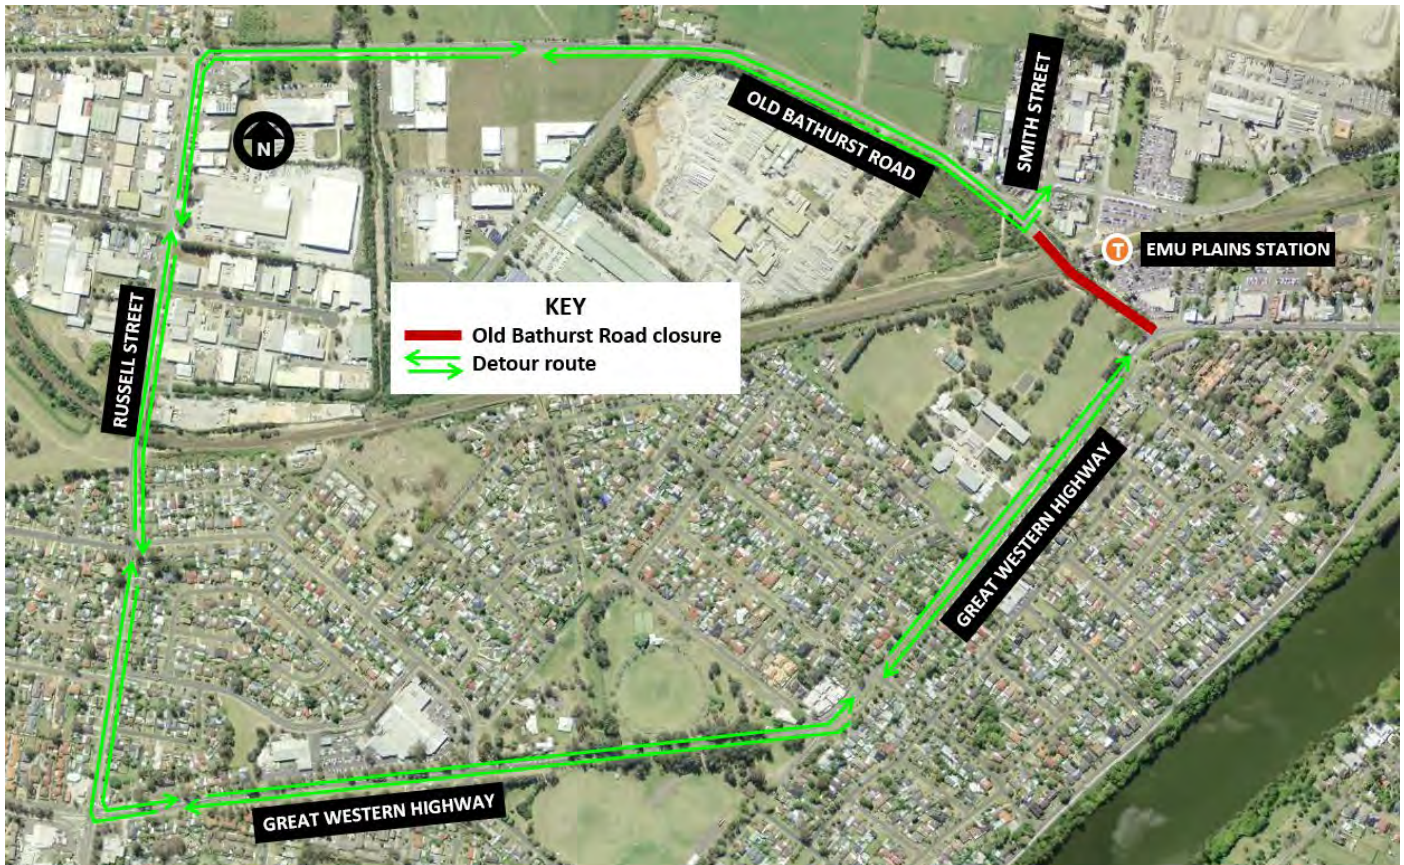 SMITH STREET
OLD BATHURST ROAD
N
T
EMU PLAINS STATION
KEY
Old Bathurst Road closure
Detour route
RUSSELL STREET
GREAT WESTERN HIGHWAY
GREAT WESTERN HIGHWAY